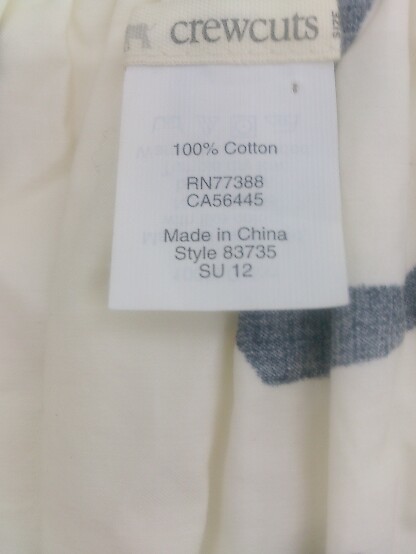 crewcuts
100% Cotton
RN77388
CA56445
Made in China
Style 83735
SU 12